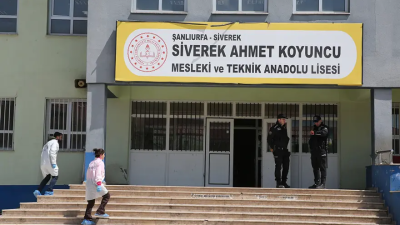 ŞANLIURFA - SİVEREK
SİVEREK AHMET KOYUNCU
MESLEKİ ve TEKNİK ANADOLU LİSESİ